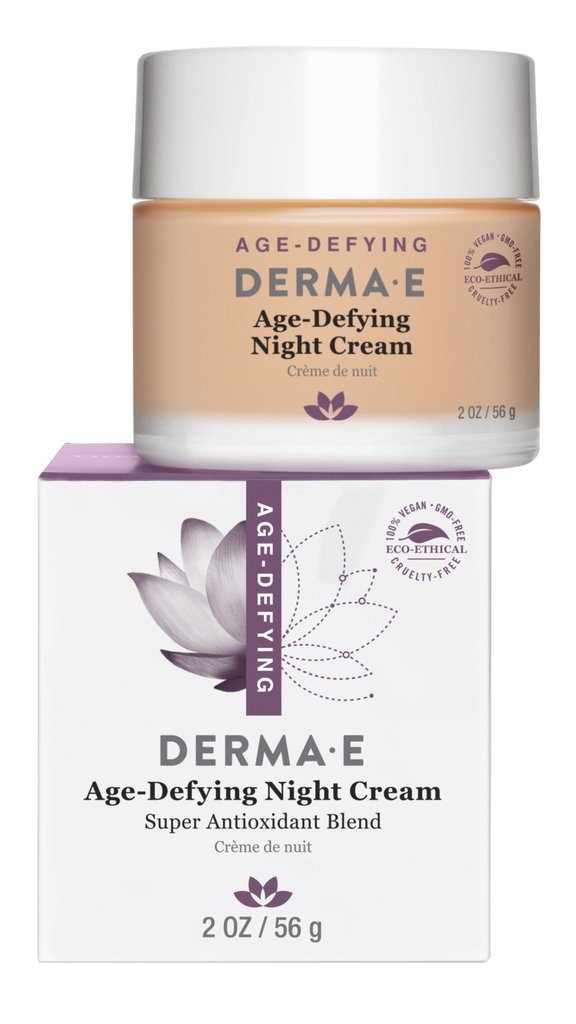 AGE-DEFYING
DERMA·E
Age-Defying
Night Cream
Crème de nuit
2 OZ / 56 g
100% VEGAN • GMO-FREE
ECO-ETHICAL
CRUELTY-FREE
AGE-DEFYING
100% VEGAN • GMO-FREE
ECO-ETHICAL
CRUELTY-FREE
DERMA·E
Age-Defying Night Cream
Super Antioxidant Blend
Crème de nuit
2 OZ / 56 g